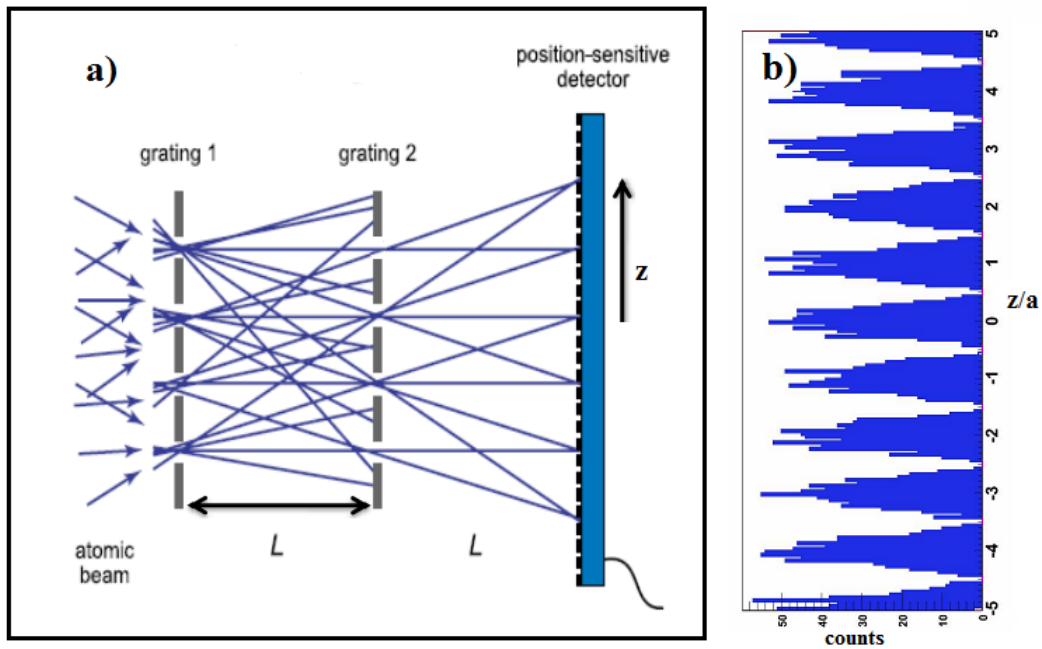 a)
position-sensitive
detector
grating 1
grating 2
z
L
L
atomic
beam
b)
5
4
3
2
1
0
-1
-2
-3
-4
-5
z/a
50
40
30
20
10
0
counts